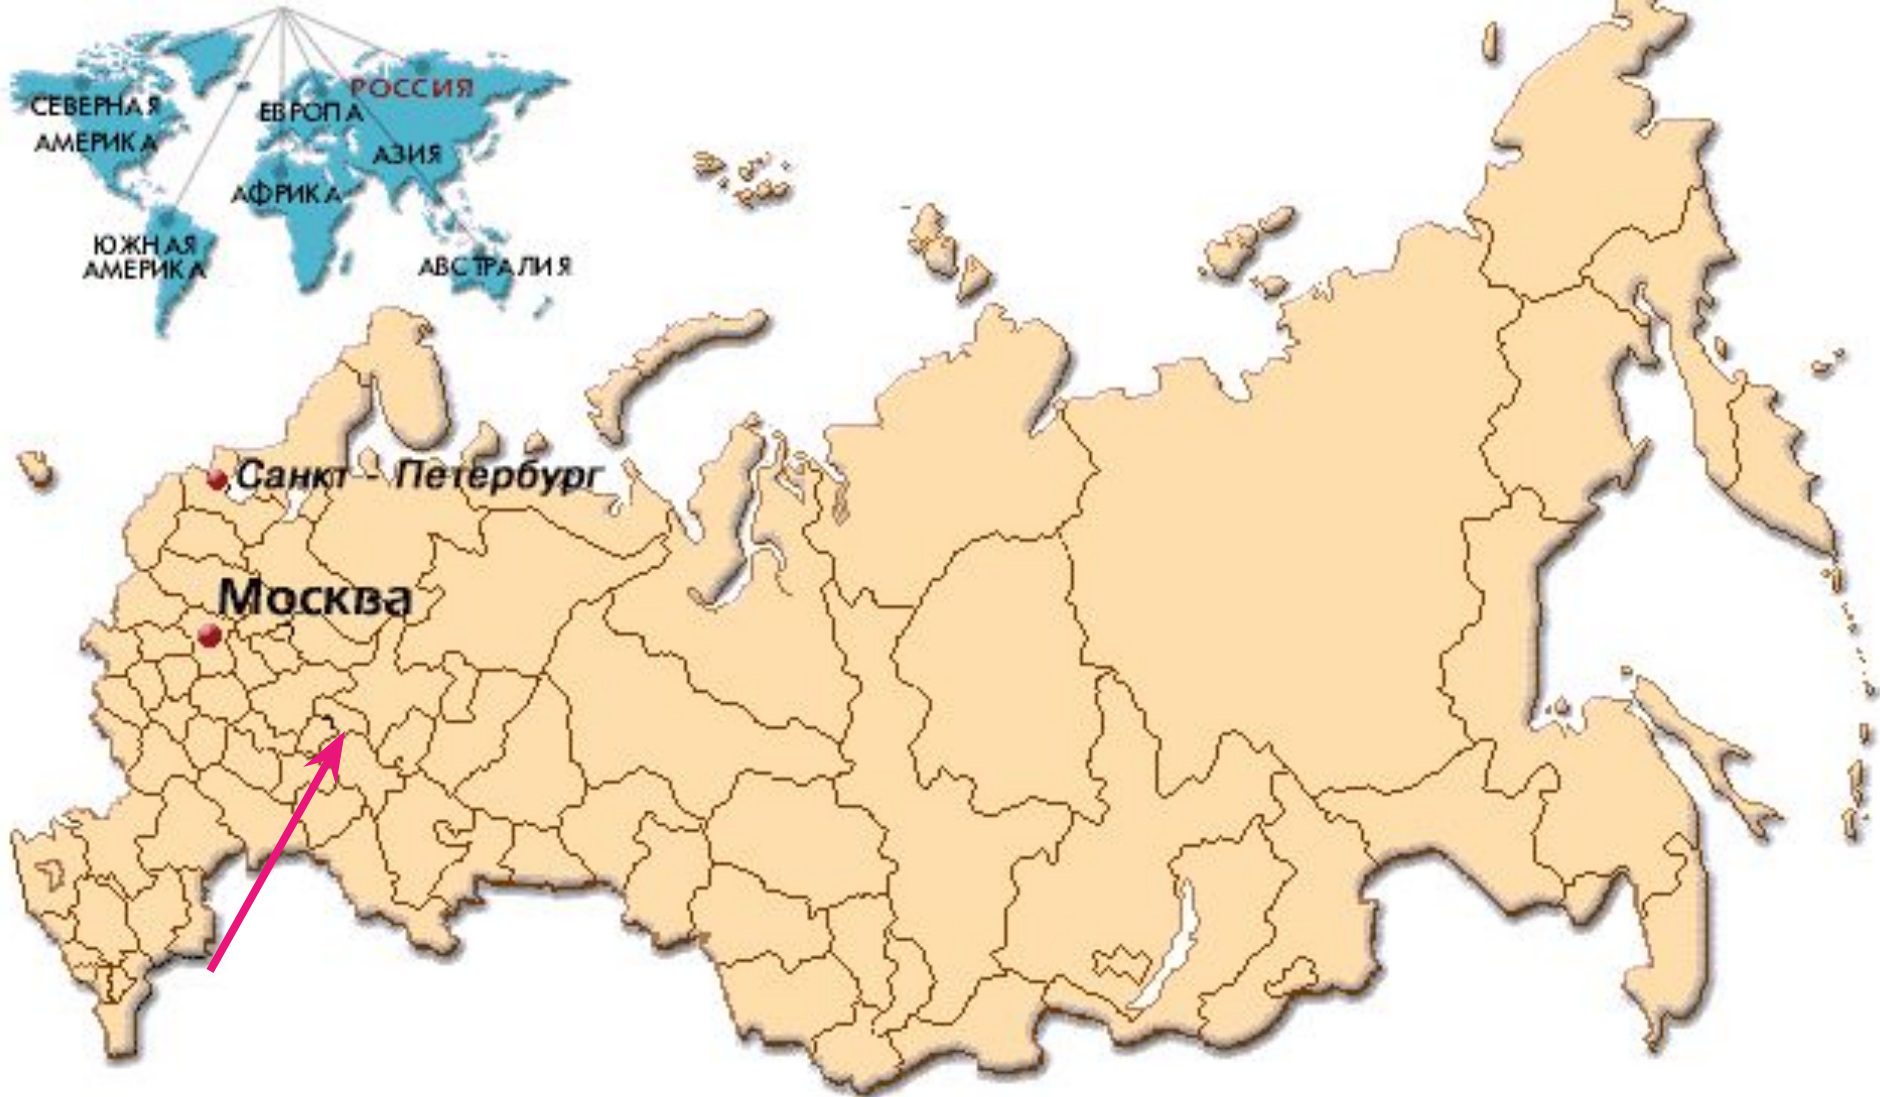 РОССИЯ
СЕВЕРНАЯ
АМЕРИКА
ЕВРОПА
АЗИЯ
АФРИКА
ЮЖНАЯ
АМЕРИКА
АВСТРАЛИЯ
Санкт - Петербург
Москва